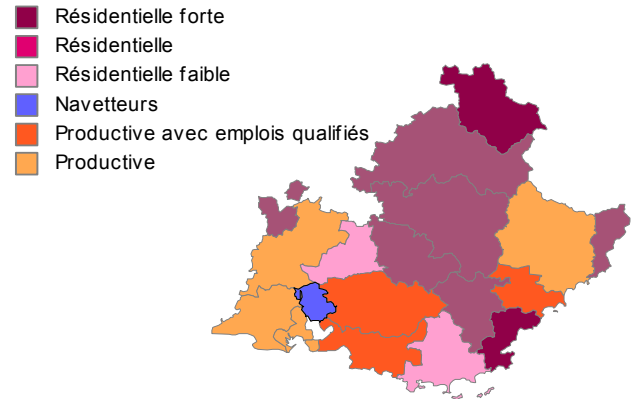 Résidentielle forte
Résidentielle
Résidentielle faible
Navetteurs
Productive avec emplois qualifiés
Productive